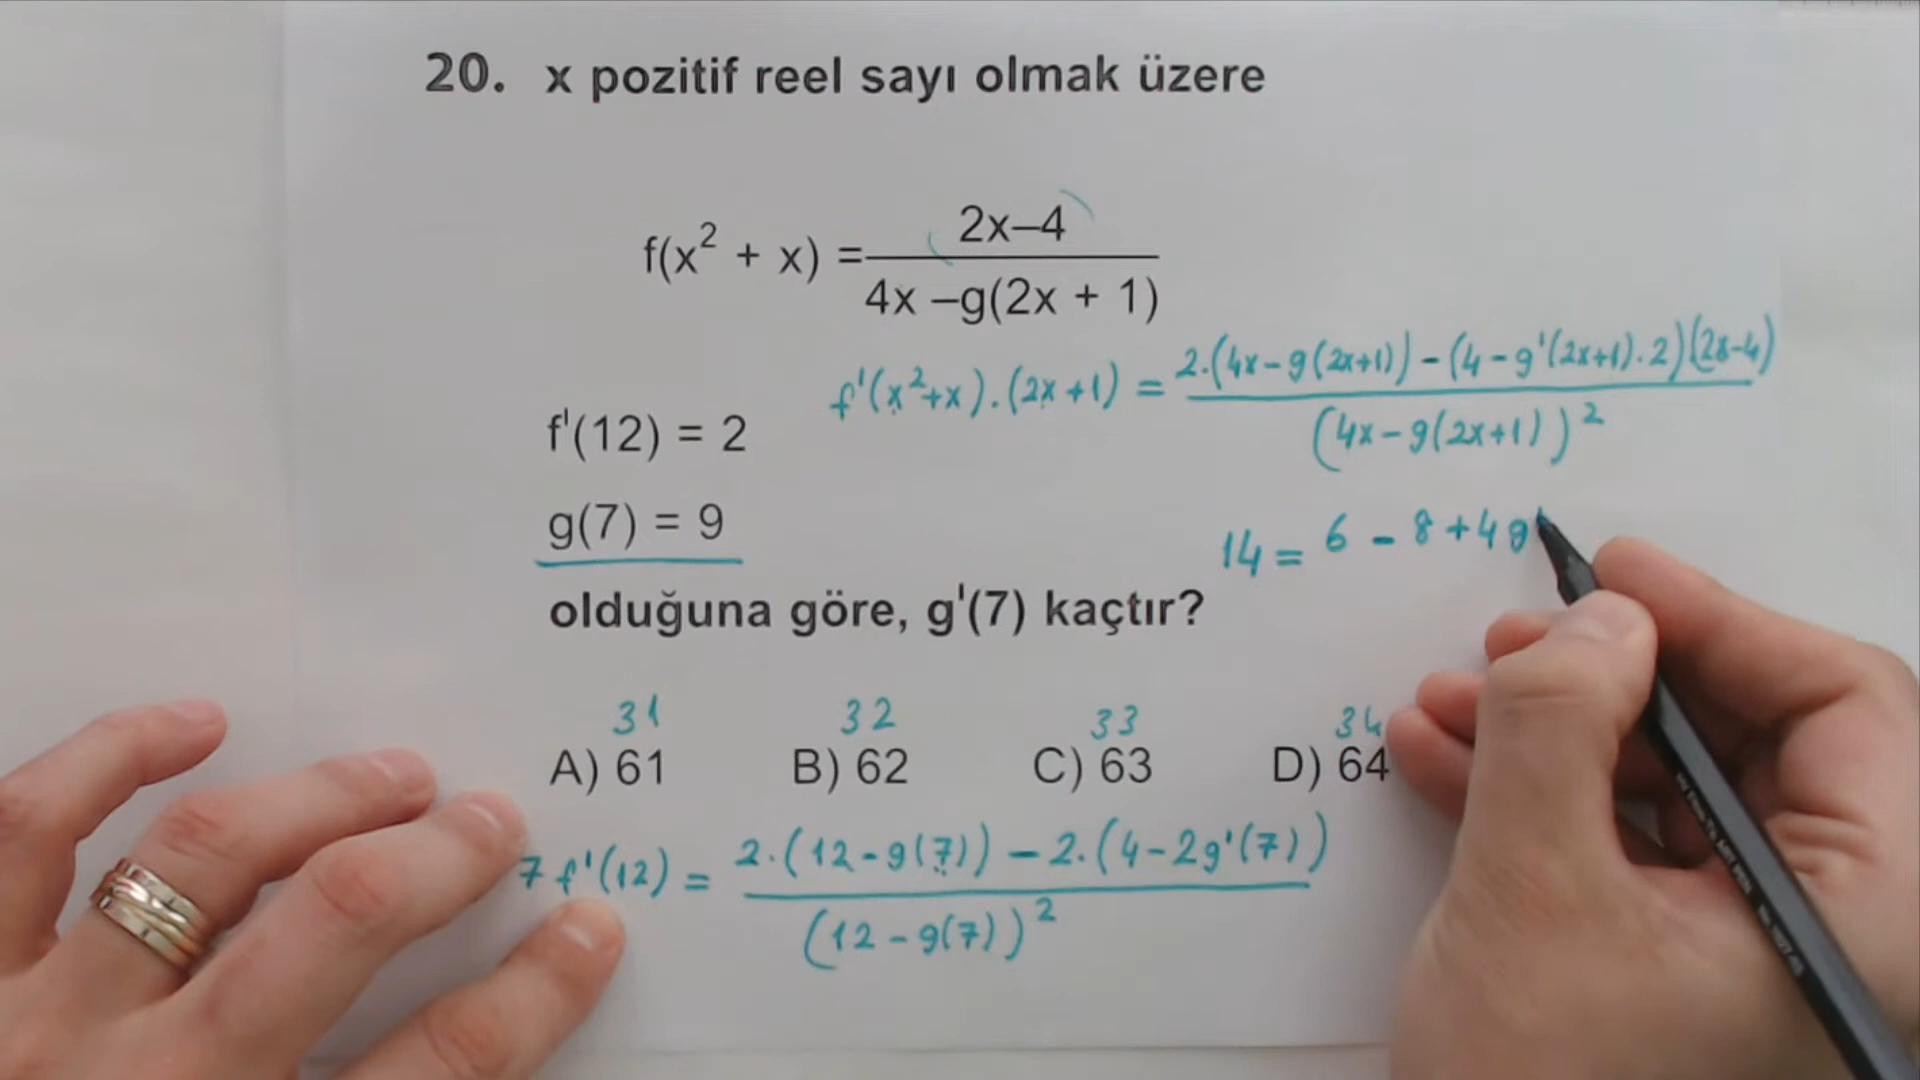 20. x pozitif reel sayı olmak üzere
f(x² + x) = 2x–4 / 4x –g(2x + 1)
f'(x²+x).(2x+1) = 2.(4x-g(2x+1)) - (4-g'(2x+1).2)(2x-4) / (4x-g(2x+1))²
f'(12) = 2
g(7) = 9
14 = 6 - 8 + 4g'
olduğuna göre, g'(7) kaçtır?
31 32 33 34
A) 61 B) 62 C) 63 D) 64
7f'(12) = 2.(12-g(7)) - 2.(4-2g'(7)) / (12-g(7))²